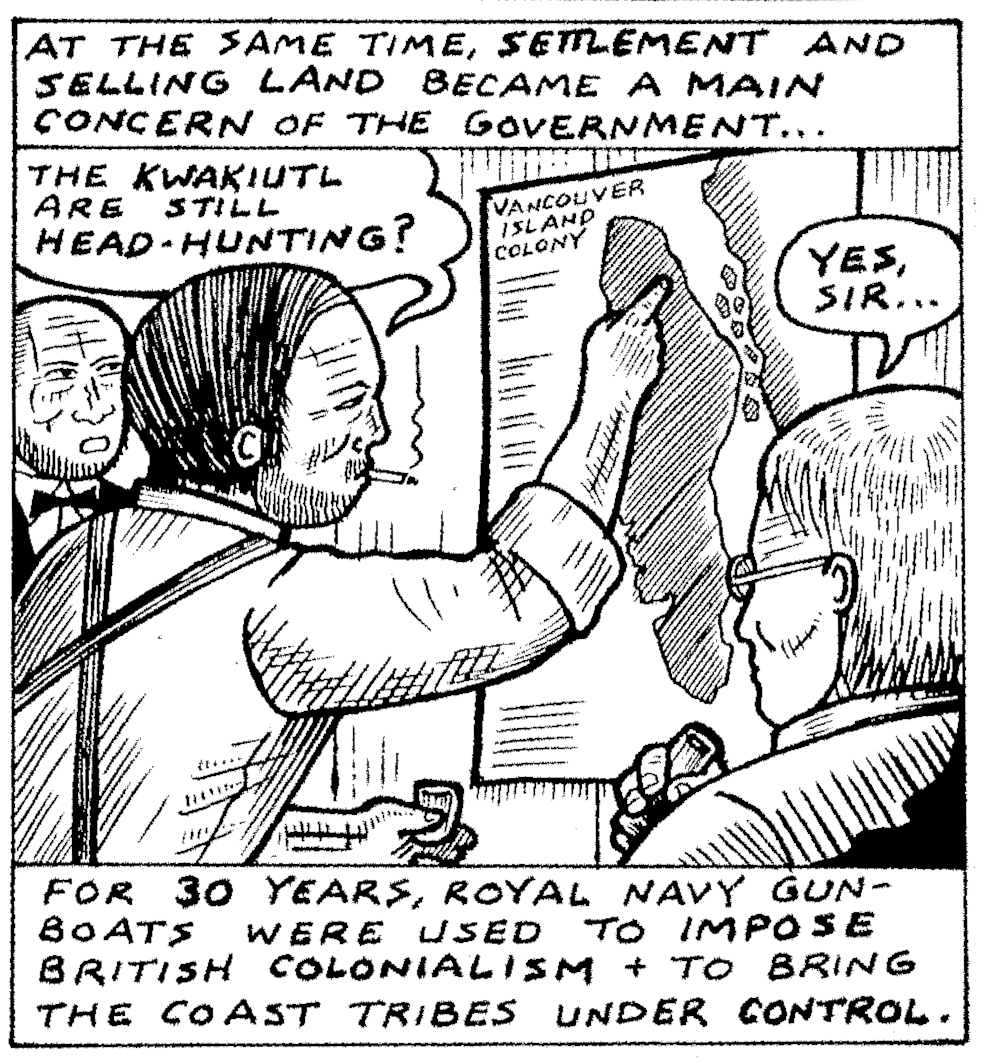 AT THE SAME TIME, SETTLEMENT AND
SELLING LAND BECAME A MAIN
CONCERN OF THE GOVERNMENT...
THE KWAKIUTL
ARE STILL
HEAD-HUNTING?
VANCOUVER
ISLAND
COLONY
YES,
SIR...
FOR 30 YEARS, ROYAL NAVY GUN-
BOATS WERE USED TO IMPOSE
BRITISH COLONIALISM + TO BRING
THE COAST TRIBES UNDER CONTROL.